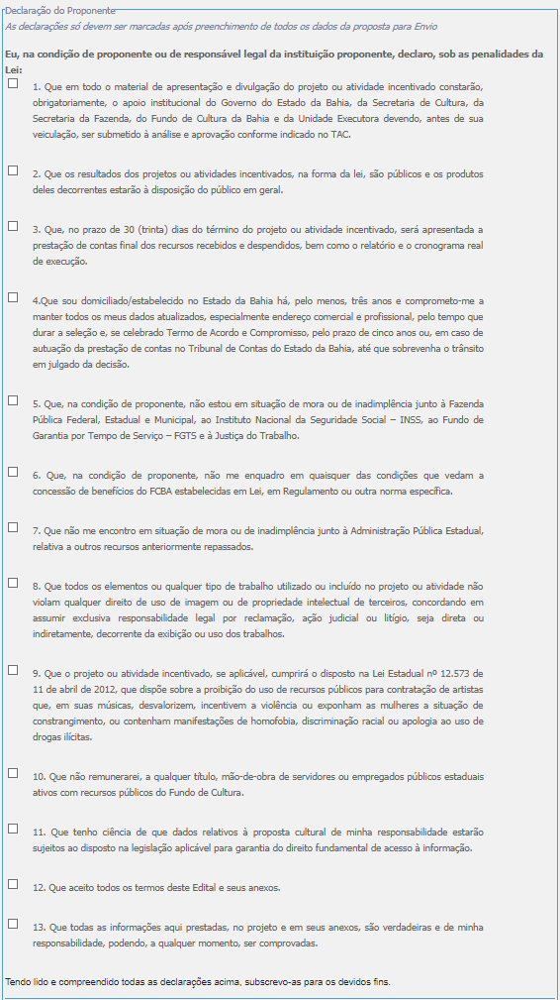 Declaração do Proponente
As declarações só devem ser marcadas após preenchimento de todos os dados da proposta para Envio
Eu, na condição de proponente ou de responsável legal da instituição proponente, declaro, sob as penalidades da
Lei:
1. Que em todo o material de apresentação e divulgação do projeto ou atividade incentivado constarão,
obrigatoriamente, o apoio institucional do Governo do Estado da Bahia, da Secretaria de Cultura, da
Secretaria da Fazenda, do Fundo de Cultura da Bahia e da Unidade Executora devendo, antes de sua
veiculação, ser submetido à análise e aprovação conforme indicado no TAC.
2. Que os resultados dos projetos ou atividades incentivados, na forma da lei, são públicos e os produtos
deles decorrentes estarão à disposição do público em geral.
3. Que, no prazo de 30 (trinta) dias do término do projeto ou atividade incentivado, será apresentada a
prestação de contas final dos recursos recebidos e despendidos, bem como o relatório e o cronograma real
de execução.
4.Que sou domiciliado/estabelecido no Estado da Bahia há, pelo menos, três anos e comprometo-me a
manter todos os meus dados atualizados, especialmente endereço comercial e profissional, pelo tempo que
durar a seleção e, se celebrado Termo de Acordo e Compromisso, pelo prazo de cinco anos ou, em caso de
autuação da prestação de contas no Tribunal de Contas do Estado da Bahia, até que sobrevenha o trânsito
em julgado da decisão.
5. Que, na condição de proponente, não estou em situação de mora ou de inadimplência junto à Fazenda
Pública Federal, Estadual e Municipal, ao Instituto Nacional da Seguridade Social – INSS, ao Fundo de
Garantia por Tempo de Serviço – FGTS e à Justiça do Trabalho.
6. Que, na condição de proponente, não me enquadro em quaisquer das condições que vedam a
concessão de benefícios do FCBA estabelecidas em Lei, em Regulamento ou outra norma específica.
7. Que não me encontro em situação de mora ou de inadimplência junto à Administração Pública Estadual,
relativa a outros recursos anteriormente repassados.
8. Que todos os elementos ou qualquer tipo de trabalho utilizado ou incluído no projeto ou atividade não
violam qualquer direito de uso de imagem ou de propriedade intelectual de terceiros, concordando em
assumir exclusiva responsabilidade legal por reclamação, ação judicial ou litígio, seja direta ou
indiretamente, decorrente da exibição ou uso dos trabalhos.
9. Que o projeto ou atividade incentivado, se aplicável, cumprirá o disposto na Lei Estadual nº 12.573 de
11 de abril de 2012, que dispõe sobre a proibição do uso de recursos públicos para contratação de artistas
que, em suas músicas, desvalorizem, incentivem a violência ou exponham as mulheres a situação de
constrangimento, ou contenham manifestações de homofobia, discriminação racial ou apologia ao uso de
drogas ilícitas.
10. Que não remunerarei, a qualquer título, mão-de-obra de servidores ou empregados públicos estaduais
ativos com recursos públicos do Fundo de Cultura.
11. Que tenho ciência de que dados relativos à proposta cultural de minha responsabilidade estarão
sujeitos ao disposto na legislação aplicável para garantia do direito fundamental de acesso à informação.
12. Que aceito todos os termos deste Edital e seus anexos.
13. Que todas as informações aqui prestadas, no projeto e em seus anexos, são verdadeiras e de minha
responsabilidade, podendo, a qualquer momento, ser comprovadas.
Tendo lido e compreendido todas as declarações acima, subscrevo-as para os devidos fins.